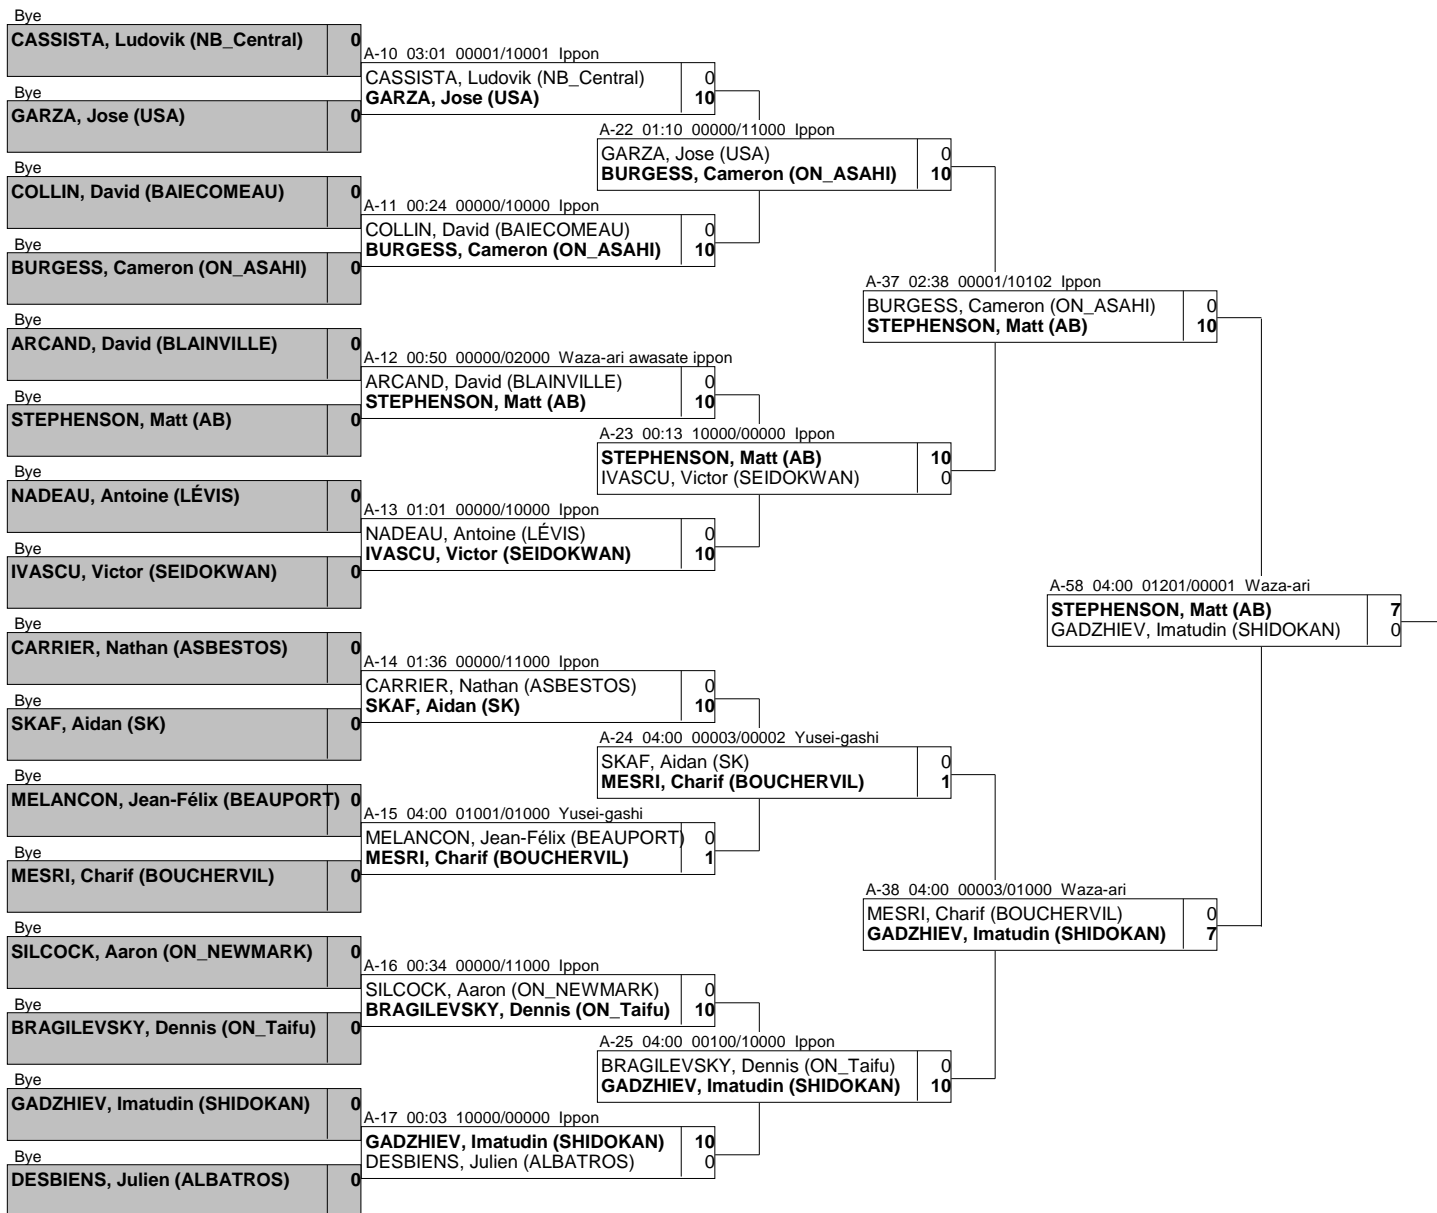 Bye
CASSISTA, Ludovik (NB_Central) 0
Bye
GARZA, Jose (USA) 0
Bye
COLLIN, David (BAIECOMEAU) 0
Bye
BURGESS, Cameron (ON_ASAHI) 0
Bye
ARCAND, David (BLAINVILLE) 0
Bye
STEPHENSON, Matt (AB) 0
Bye
NADEAU, Antoine (LÉVIS) 0
Bye
IVASCU, Victor (SEIDOKWAN) 0
Bye
CARRIER, Nathan (ASBESTOS) 0
Bye
SKAF, Aidan (SK) 0
Bye
MELANCON, Jean-Félix (BEAUPORT) 0
Bye
MESRI, Charif (BOUCHERVIL) 0
Bye
SILCOCK, Aaron (ON_NEWMARK) 0
Bye
BRAGILEVSKY, Dennis (ON_Taifu) 0
Bye
GADZHIEV, Imatudin (SHIDOKAN) 0
Bye
DESBIENS, Julien (ALBATROS) 0
A-10 03:01 00001/10001 Ippon
CASSISTA, Ludovik (NB_Central) 0
GARZA, Jose (USA) 10
A-11 00:24 00000/10000 Ippon
COLLIN, David (BAIECOMEAU) 0
BURGESS, Cameron (ON_ASAHI) 10
A-12 00:50 00000/02000 Waza-ari awasate ippon
ARCAND, David (BLAINVILLE) 0
STEPHENSON, Matt (AB) 10
A-13 01:01 00000/10000 Ippon
NADEAU, Antoine (LÉVIS) 0
IVASCU, Victor (SEIDOKWAN) 10
A-14 01:36 00000/11000 Ippon
CARRIER, Nathan (ASBESTOS) 0
SKAF, Aidan (SK) 10
A-15 04:00 01001/01000 Yusei-gashi
MELANCON, Jean-Félix (BEAUPORT) 0
MESRI, Charif (BOUCHERVIL) 1
A-16 00:34 00000/11000 Ippon
SILCOCK, Aaron (ON_NEWMARK) 0
BRAGILEVSKY, Dennis (ON_Taifu) 10
A-17 00:03 10000/00000 Ippon
GADZHIEV, Imatudin (SHIDOKAN) 10
DESBIENS, Julien (ALBATROS) 0
A-22 01:10 00000/11000 Ippon
GARZA, Jose (USA) 0
BURGESS, Cameron (ON_ASAHI) 10
A-23 00:13 10000/00000 Ippon
STEPHENSON, Matt (AB) 10
IVASCU, Victor (SEIDOKWAN) 0
A-24 04:00 00003/00002 Yusei-gashi
SKAF, Aidan (SK) 0
MESRI, Charif (BOUCHERVIL) 1
A-25 04:00 00100/10000 Ippon
BRAGILEVSKY, Dennis (ON_Taifu) 0
GADZHIEV, Imatudin (SHIDOKAN) 10
A-37 02:38 00001/10102 Ippon
BURGESS, Cameron (ON_ASAHI) 0
STEPHENSON, Matt (AB) 10
A-38 04:00 00003/01000 Waza-ari
MESRI, Charif (BOUCHERVIL) 0
GADZHIEV, Imatudin (SHIDOKAN) 7
A-58 04:00 01201/00001 Waza-ari
STEPHENSON, Matt (AB) 7
GADZHIEV, Imatudin (SHIDOKAN) 0